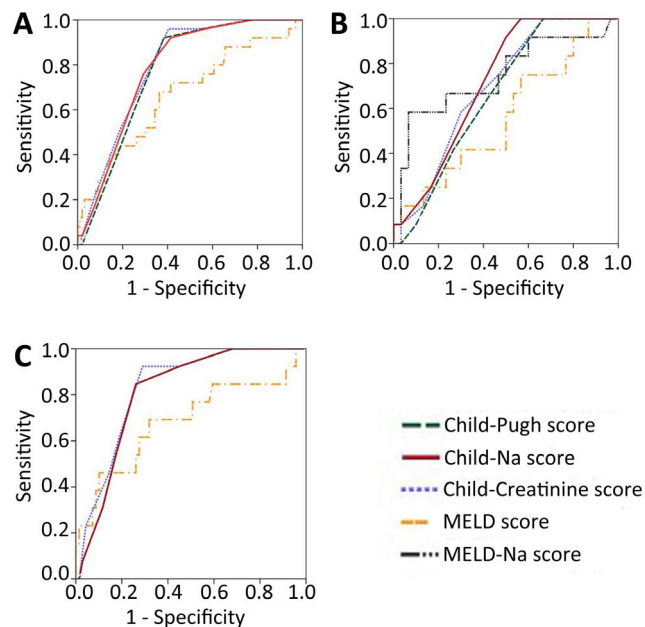 A
1.0
0.8
0.6
0.4
0.2
0.0
Sensitivity
0.0 0.2 0.4 0.6 0.8 1.0
1 - Specificity
B
1.0
0.8
0.6
0.4
0.2
0.0
Sensitivity
0.0 0.2 0.4 0.6 0.8 1.0
1 - Specificity
C
1.0
0.8
0.6
0.4
0.2
0.0
Sensitivity
0.0 0.2 0.4 0.6 0.8 1.0
1 - Specificity
Child-Pugh score
Child-Na score
Child-Creatinine score
MELD score
MELD-Na score